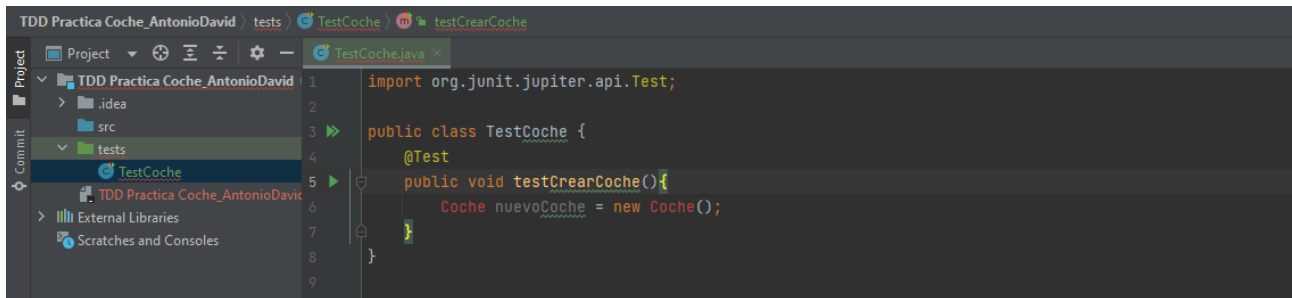 TDD Practica Coche_AntonioDavid > tests > TestCoche > testCrearCoche
Project
TestCoche.java
Project
Commit
TDD Practica Coche_AntonioDavid
.idea
src
tests
TestCoche
TDD Practica Coche_AntonioDavid
External Libraries
Scratches and Consoles
1 import org.junit.jupiter.api.Test;
2
3 public class TestCoche {
4 @Test
5 public void testCrearCoche(){
6 Coche nuevoCoche = new Coche();
7 }
8 }
9